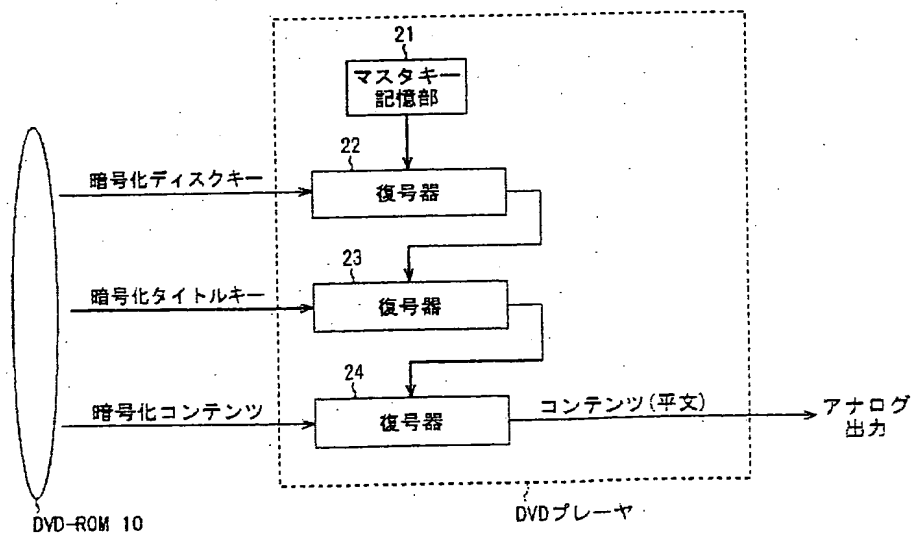 21
マスタキー
記憶部
22
暗号化ディスクキー
復号器
23
暗号化タイトルキー
復号器
24
暗号化コンテンツ
復号器
コンテンツ(平文)
アナログ
出力
DVDプレーヤ
DVD-ROM 10